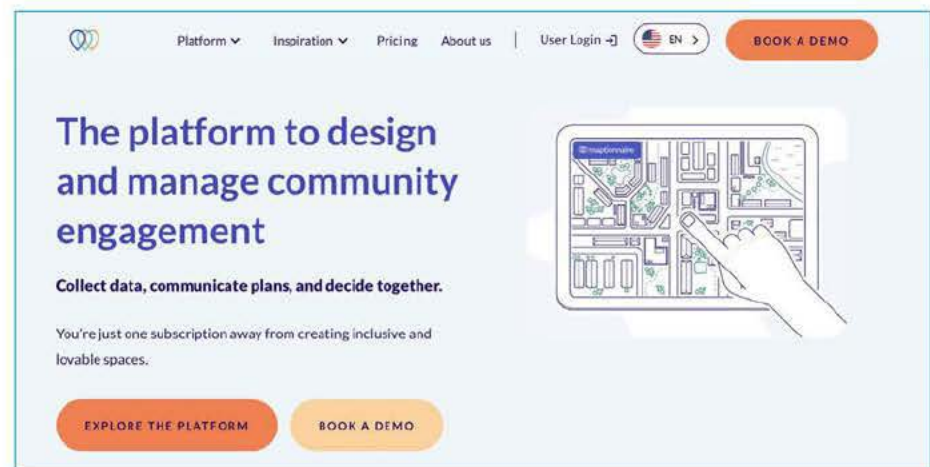 Platform Inspiration Pricing About us | User Login EN BOOK A DEMO
The platform to design
and manage community
engagement
maptionnaire
Collect data, communicate plans, and decide together.
You're just one subscription away from creating inclusive and
lovable spaces.
EXPLORE THE PLATFORM BOOK A DEMO